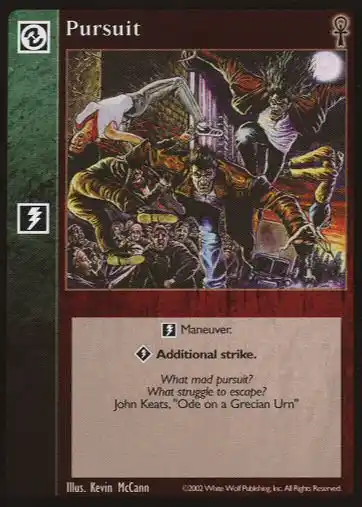 Pursuit
Maneuver.
Additional strike.
What mad pursuit?
What struggle to escape?
John Keats, "Ode on a Grecian Urn"
Illus. Kevin McCann
©2002 White Wolf Publishing, Inc. All Rights Reserved.